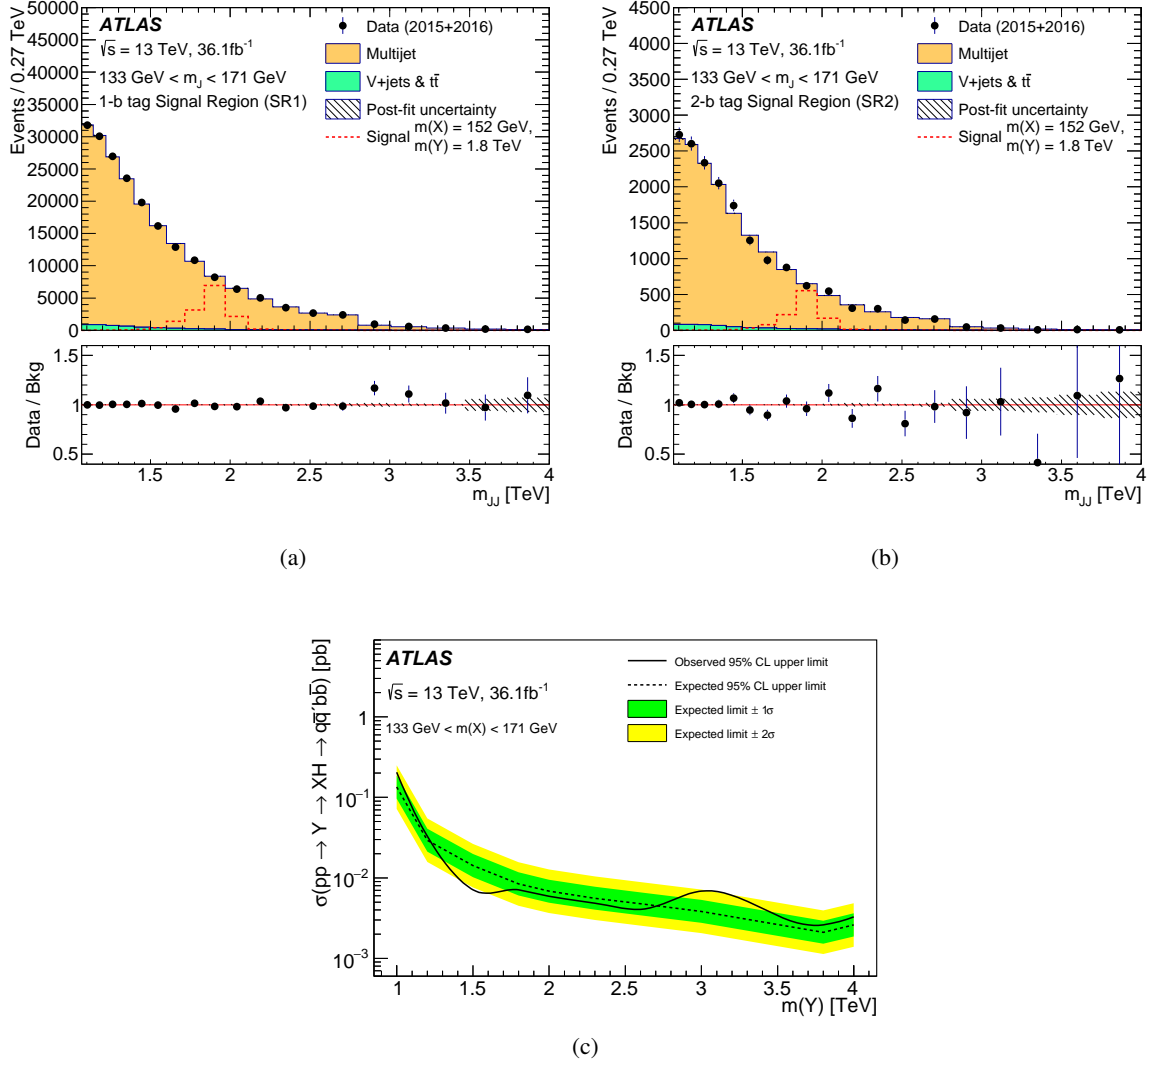 ATLAS
√s = 13 TeV, 36.1fb⁻¹
133 GeV < m_J < 171 GeV
1-b tag Signal Region (SR1)
Data (2015+2016)
Multijet
V+jets & tt̄
Post-fit uncertainty
Signal m(X) = 152 GeV,
m(Y) = 1.8 TeV
Events / 0.27 TeV
50000
45000
40000
35000
30000
25000
20000
15000
10000
5000
0
Data / Bkg
1.5
1
0.5
1.5 2 2.5 3 3.5 4
m_JJ [TeV]
(a)
ATLAS
√s = 13 TeV, 36.1fb⁻¹
133 GeV < m_J < 171 GeV
2-b tag Signal Region (SR2)
Data (2015+2016)
Multijet
V+jets & tt̄
Post-fit uncertainty
Signal m(X) = 152 GeV,
m(Y) = 1.8 TeV
Events / 0.27 TeV
4500
4000
3500
3000
2500
2000
1500
1000
500
0
Data / Bkg
1.5
1
0.5
1.5 2 2.5 3 3.5 4
m_JJ [TeV]
(b)
ATLAS
√s = 13 TeV, 36.1fb⁻¹
133 GeV < m(X) < 171 GeV
Observed 95% CL upper limit
Expected 95% CL upper limit
Expected limit ± 1σ
Expected limit ± 2σ
σ(pp → Y → XH → qq̄′bb̄) [pb]
1
10⁻¹
10⁻²
10⁻³
1 1.5 2 2.5 3 3.5 4
m(Y) [TeV]
(c)